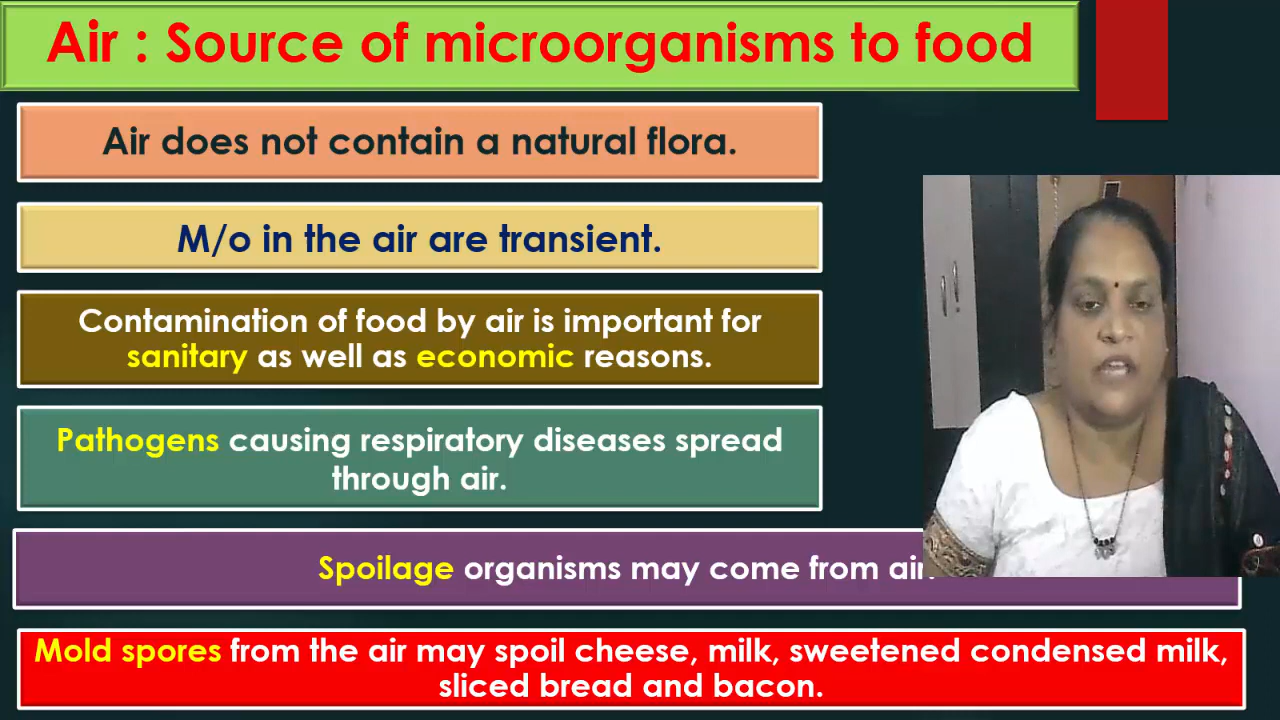 Air : Source of microorganisms to food
Air does not contain a natural flora.
M/o in the air are transient.
Contamination of food by air is important for
sanitary as well as economic reasons.
Pathogens causing respiratory diseases spread
through air.
Spoilage organisms may come from air.
Mold spores from the air may spoil cheese, milk, sweetened condensed milk,
sliced bread and bacon.